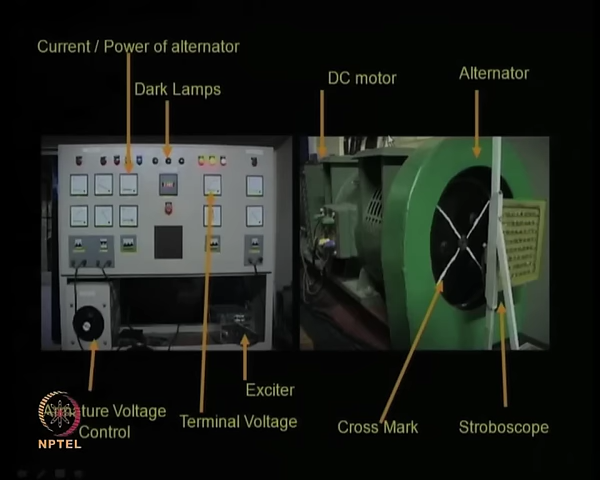 Current / Power of alternator
Dark Lamps
DC motor
Alternator
Exciter
Armature Voltage
Control
Terminal Voltage
Cross Mark
Stroboscope
NPTEL